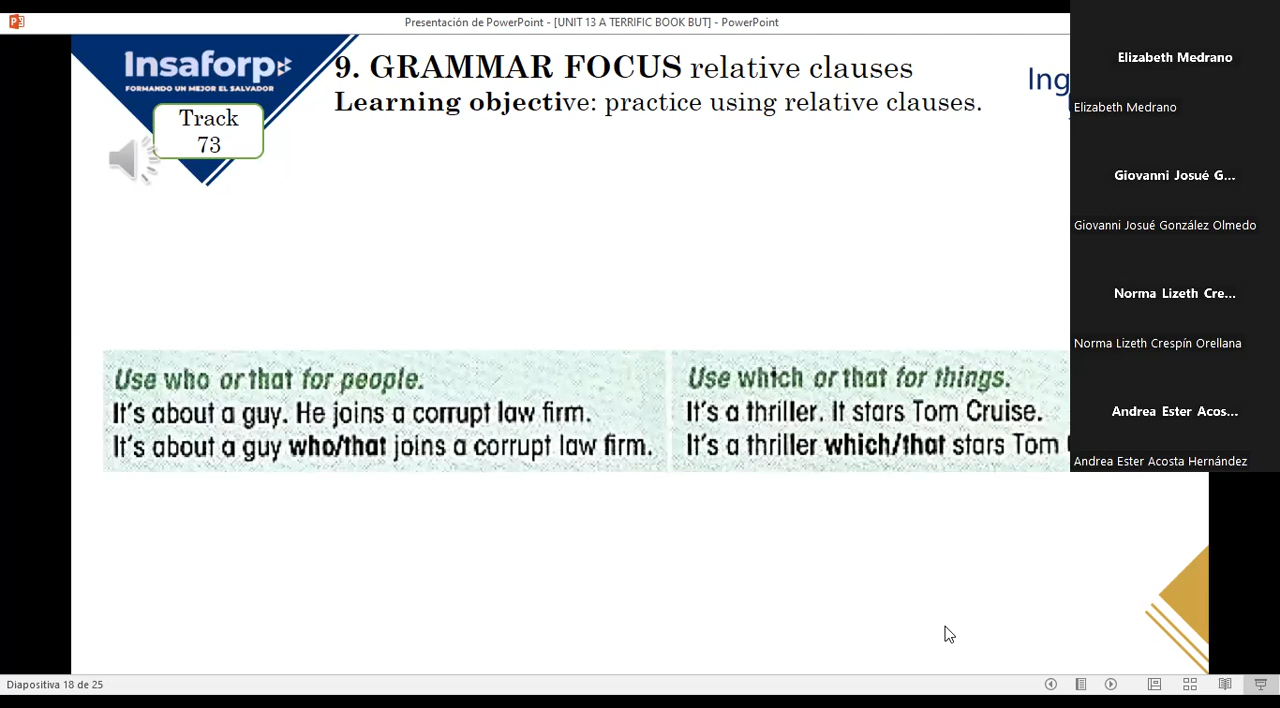 Presentación de PowerPoint - [UNIT 13 A TERRIFIC BOOK BUT] - PowerPoint
Insaforp
FORMANDO UN MEJOR EL SALVADOR
Track
73
9. GRAMMAR FOCUS relative clauses
Learning objective: practice using relative clauses.
Ing
Use who or that for people.
It's about a guy. He joins a corrupt law firm.
It's about a guy who/that joins a corrupt law firm.
Use which or that for things.
It's a thriller. It stars Tom Cruise.
It's a thriller which/that stars Tom
Elizabeth Medrano
Elizabeth Medrano
Giovanni Josué G...
Giovanni Josué González Olmedo
Norma Lizeth Cre...
Norma Lizeth Crespín Orellana
Andrea Ester Acos...
Andrea Ester Acosta Hernández
Diapositiva 18 de 25